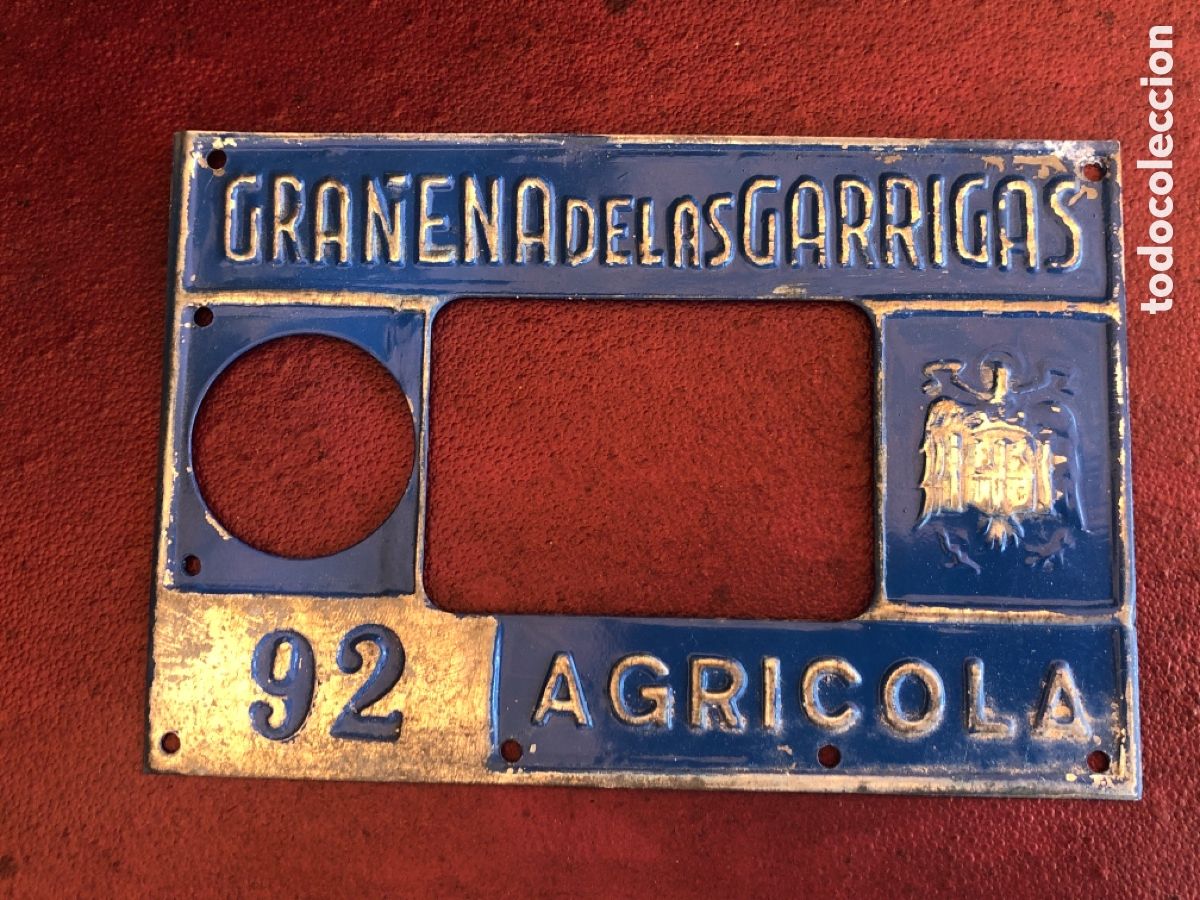 GRAÑENA DE LAS GARRIGAS
92 AGRICOLA
todocoleccion